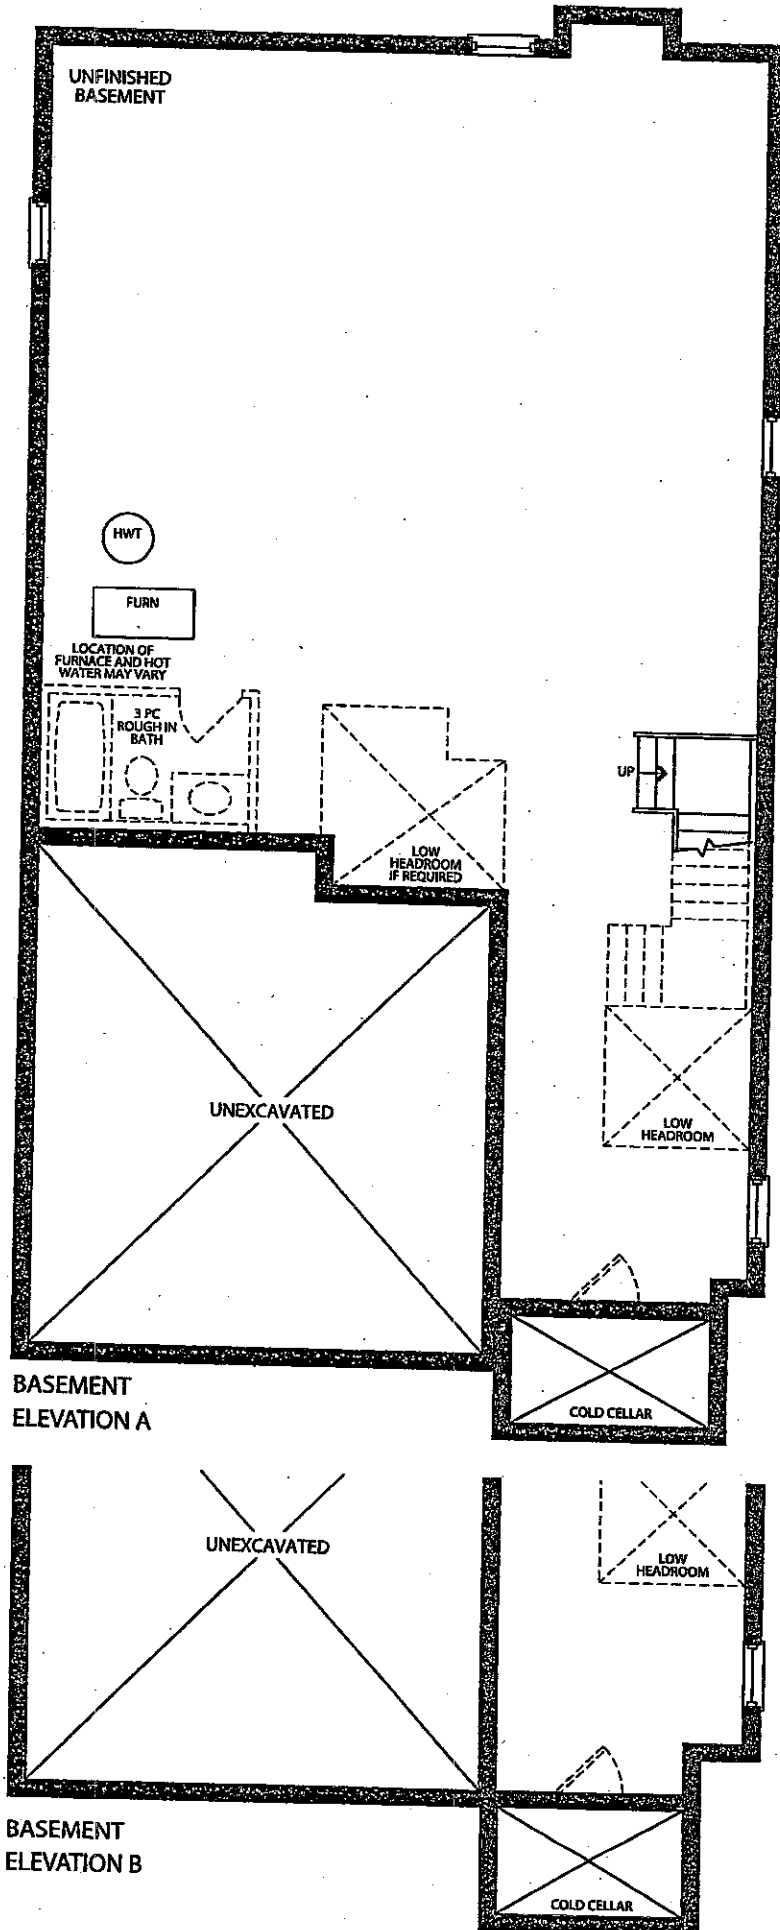 UNFINISHED
BASEMENT
HWT
FURN
LOCATION OF
FURNACE AND HOT
WATER MAY VARY
3 PC
ROUGH IN
BATH
UP
LOW
HEADROOM
IF REQUIRED
UNEXCAVATED
LOW
HEADROOM
COLD CELLAR
BASEMENT
ELEVATION A
UNEXCAVATED
LOW
HEADROOM
COLD CELLAR
BASEMENT
ELEVATION B